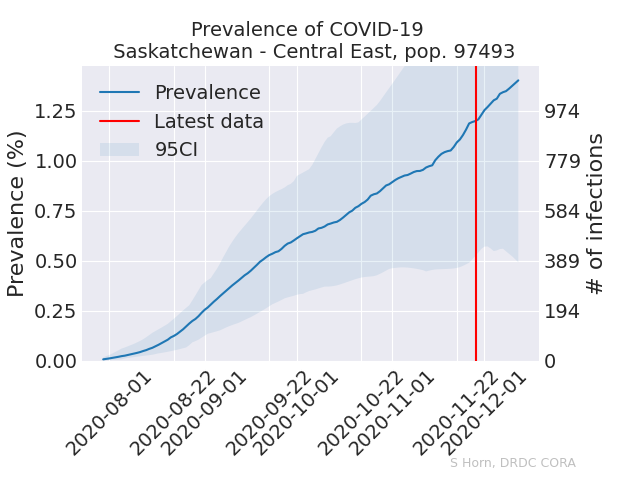 Prevalence of COVID-19
Saskatchewan - Central East, pop. 97493
Prevalence
Latest data
95CI
Prevalence (%)
1.25
1.00
0.75
0.50
0.25
0.00
974
779
584
389
194
0
# of infections
2020-08-01
2020-08-22
2020-09-01
2020-09-22
2020-10-01
2020-10-22
2020-11-01
2020-11-22
2020-12-01
S Horn, DRDC CORA